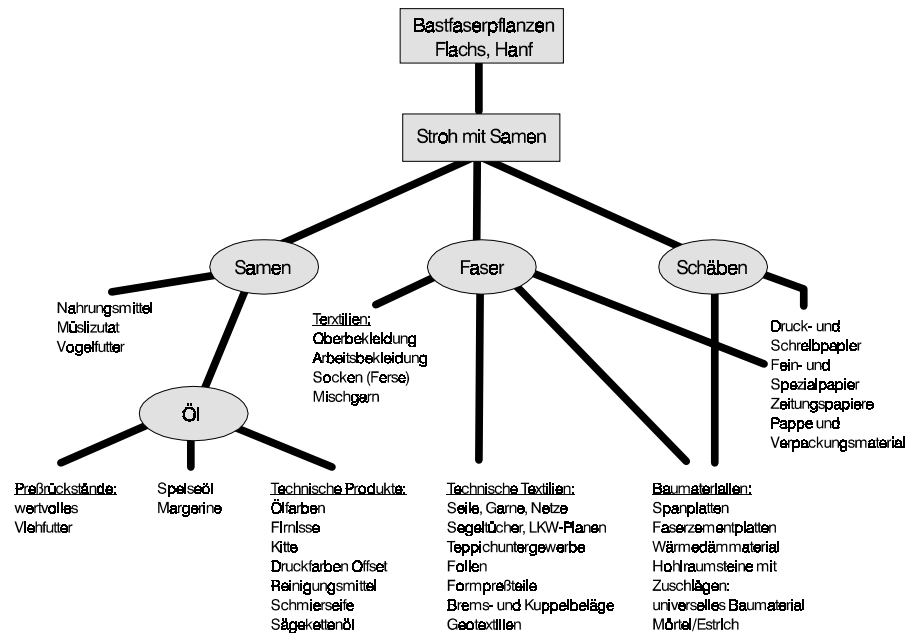 Bastfaserpflanzen
Flachs, Hanf
Stroh mit Samen
Samen
Faser
Schäben
Nahrungsmittel
Müslizutat
Vogelfutter
Terxtilien:
Oberbekleidung
Arbeitsbekleidung
Socken (Ferse)
Mischgarn
Druck- und
Schreibpapier
Fein- und
Spezialpapier
Zeitungspapiere
Pappe und
Verpackungsmaterial
Öl
Preßrückstände:
wertvolles
Viehfutter
Speiseöl
Margerine
Technische Produkte:
Ölfarben
Firnisse
Kitte
Druckfarben Offset
Reinigungsmittel
Schmierseife
Sägekettenöl
Technische Textilien:
Seile, Garne, Netze
Segeltücher, LKW-Planen
Teppichuntergewerbe
Folien
Formpreßteile
Brems- und Kuppelbeläge
Geotextilien
Baumaterialien:
Spanplatten
Faserzementplatten
Wärmedämmaterial
Hohlraumsteine mit
Zuschlägen:
universelles Baumaterial
Mörtel/Estrich